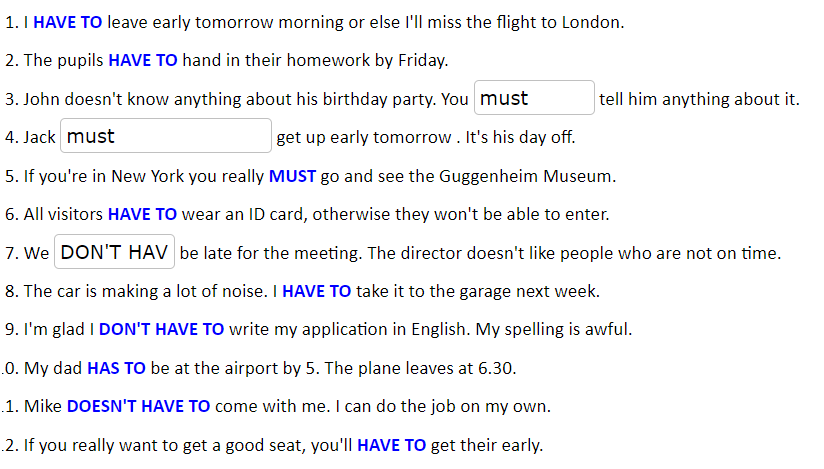 1. I HAVE TO leave early tomorrow morning or else I'll miss the flight to London.
2. The pupils HAVE TO hand in their homework by Friday.
3. John doesn't know anything about his birthday party. You must tell him anything about it.
4. Jack must get up early tomorrow . It's his day off.
5. If you're in New York you really MUST go and see the Guggenheim Museum.
6. All visitors HAVE TO wear an ID card, otherwise they won't be able to enter.
7. We DON'T HAV be late for the meeting. The director doesn't like people who are not on time.
8. The car is making a lot of noise. I HAVE TO take it to the garage next week.
9. I'm glad I DON'T HAVE TO write my application in English. My spelling is awful.
.0. My dad HAS TO be at the airport by 5. The plane leaves at 6.30.
.1. Mike DOESN'T HAVE TO come with me. I can do the job on my own.
.2. If you really want to get a good seat, you'll HAVE TO get their early.